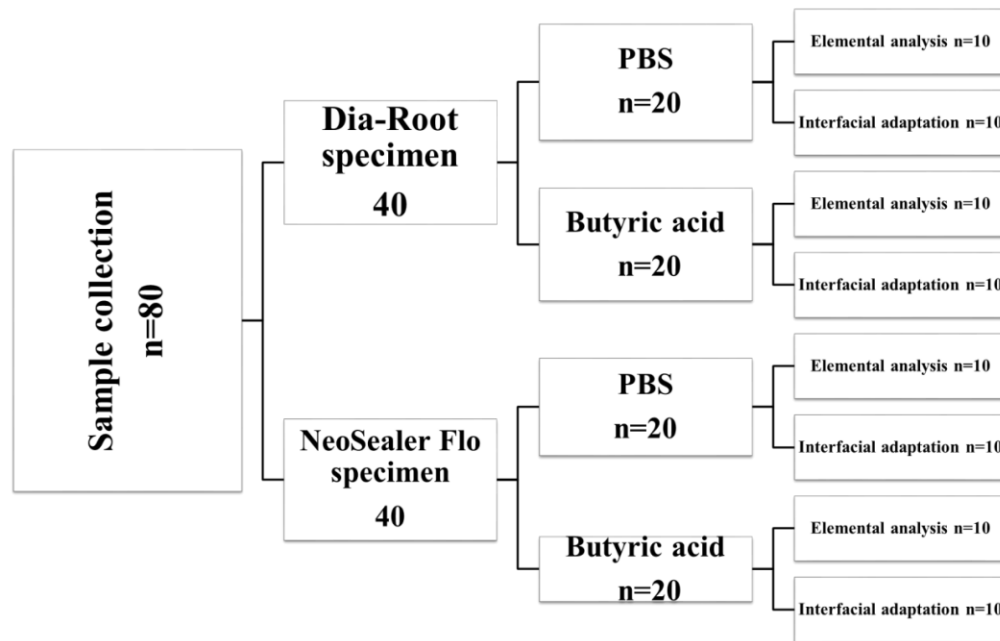 Sample collection
n=80
Dia-Root
specimen
40
PBS
n=20
Elemental analysis n=10
Interfacial adaptation n=10
Butyric acid
n=20
Elemental analysis n=10
Interfacial adaptation n=10
NeoSealer Flo
specimen
40
PBS
n=20
Elemental analysis n=10
Interfacial adaptation n=10
Butyric acid
n=20
Elemental analysis n=10
Interfacial adaptation n=10